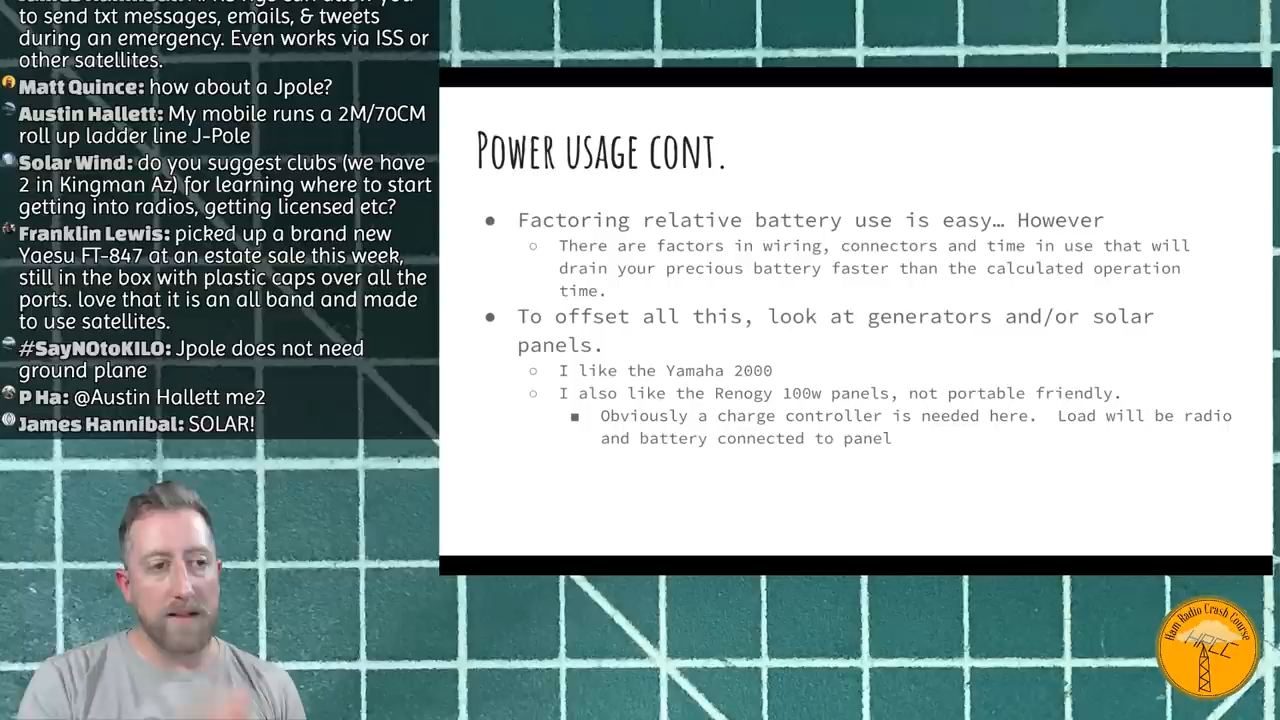 to send txt messages, emails, & tweets
during an emergency. Even works via ISS or
other satellites.
Matt Quince: how about a Jpole?
Austin Hallett: My mobile runs a 2M/70CM
roll up ladder line J-Pole
Solar Wind: do you suggest clubs (we have
2 in Kingman Az) for learning where to start
getting into radios, getting licensed etc?
Franklin Lewis: picked up a brand new
Yaesu FT-847 at an estate sale this week,
still in the box with plastic caps over all the
ports. love that it is an all band and made
to use satellites.
#SayNOtoKILO: Jpole does not need
ground plane
P Ha: @Austin Hallett me2
James Hannibal: SOLAR!
Power usage cont.
● Factoring relative battery use is easy… However
○ There are factors in wiring, connectors and time in use that will
drain your precious battery faster than the calculated operation
time.
● To offset all this, look at generators and/or solar
panels.
○ I like the Yamaha 2000
○ I also like the Renogy 100w panels, not portable friendly.
■ Obviously a charge controller is needed here. Load will be radio
and battery connected to panel
Ham Radio Crash Course
HRCC